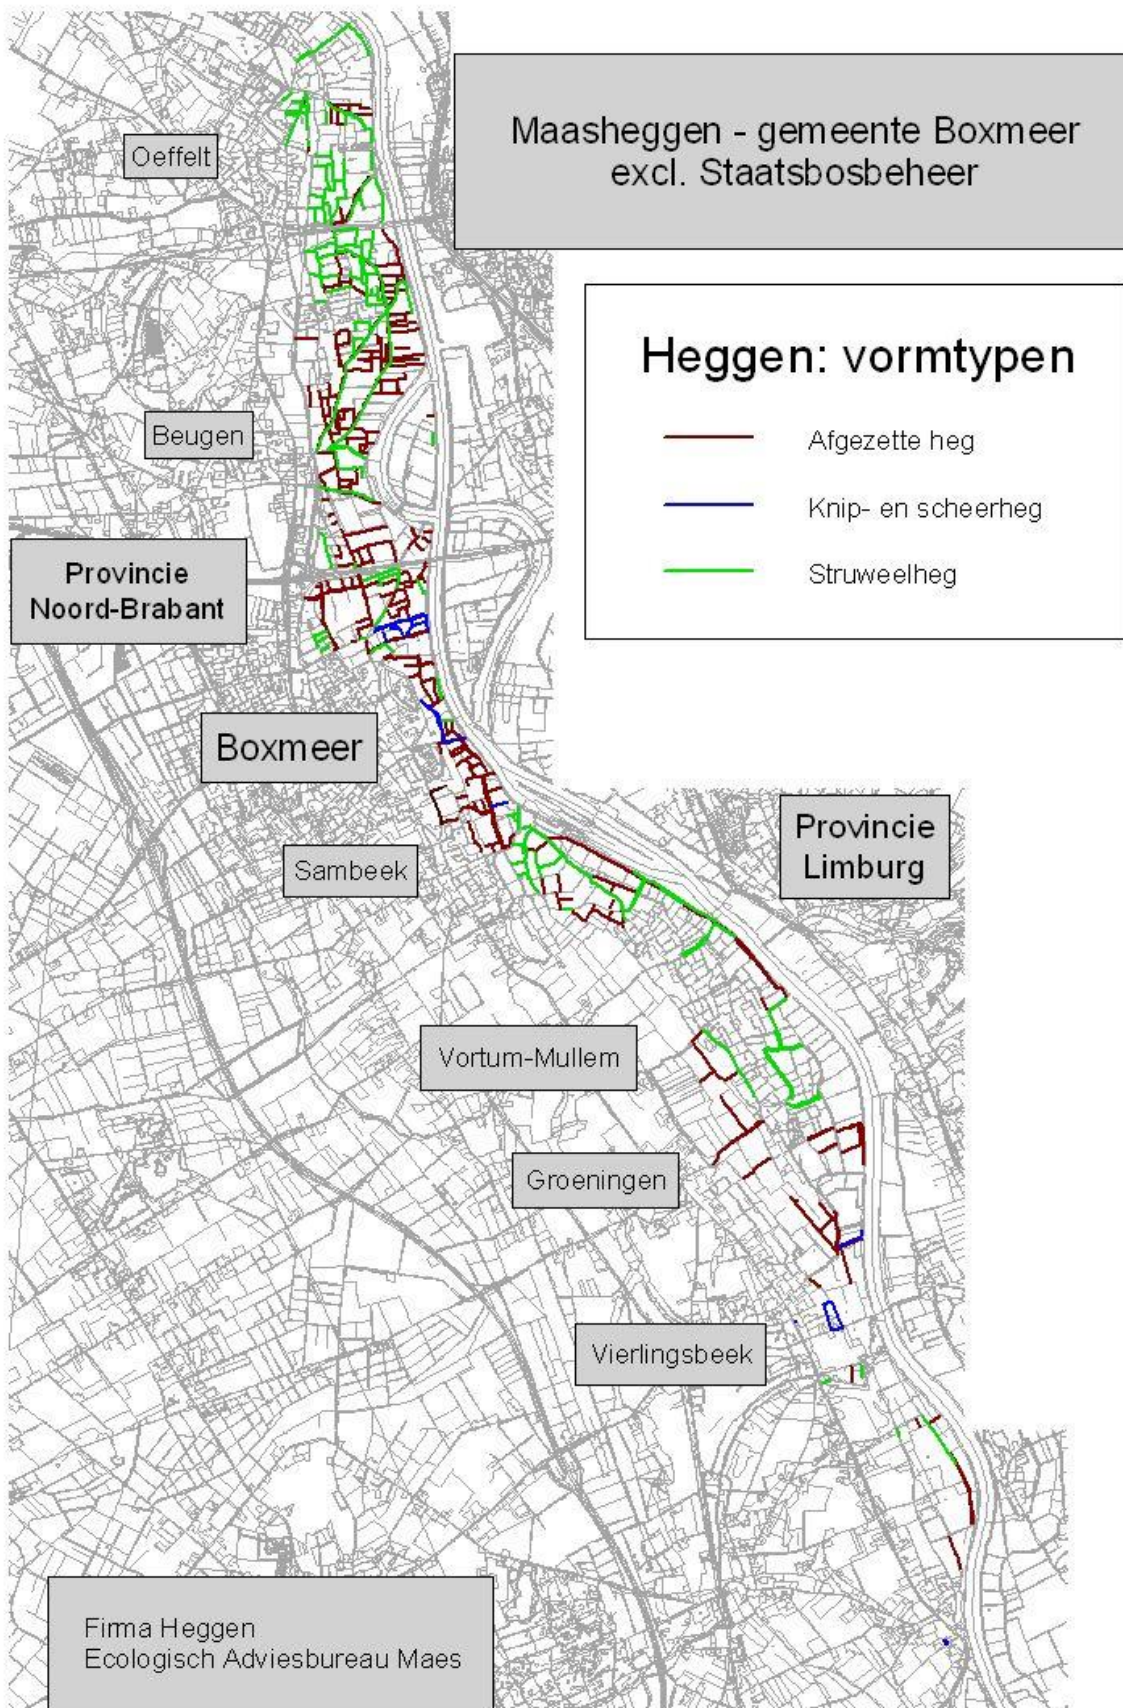 Maasheggen - gemeente Boxmeer
excl. Staatsbosbeheer
Oeffelt
Heggen: vormtypen
Afgezette heg
Knip- en scheerheg
Struweelheg
Beugen
Provincie
Noord-Brabant
Boxmeer
Provincie
Limburg
Sambeek
Vortum-Mullem
Groeningen
Vierlingsbeek
Firma Heggen
Ecologisch Adviesbureau Maes